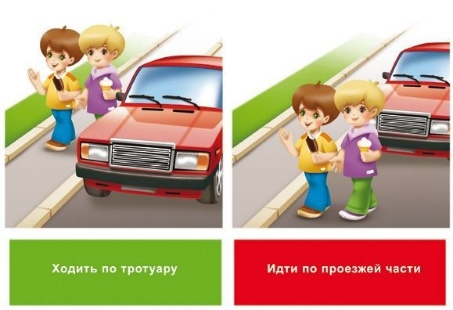 Ходить по тротуару
Идти по проезжей части